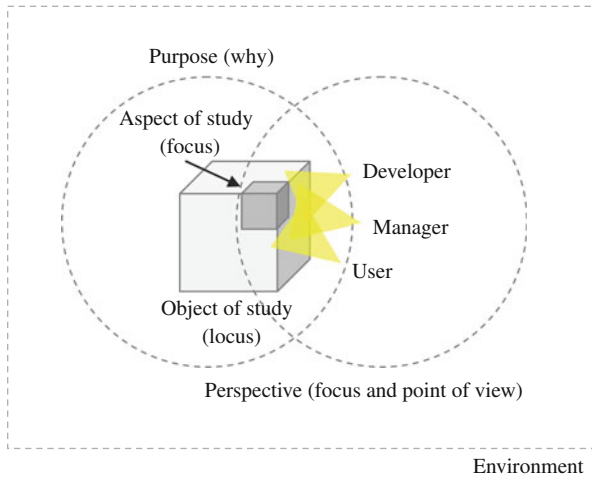 Purpose (why)
Aspect of study
(focus)
Developer
Manager
User
Object of study
(locus)
Perspective (focus and point of view)
Environment